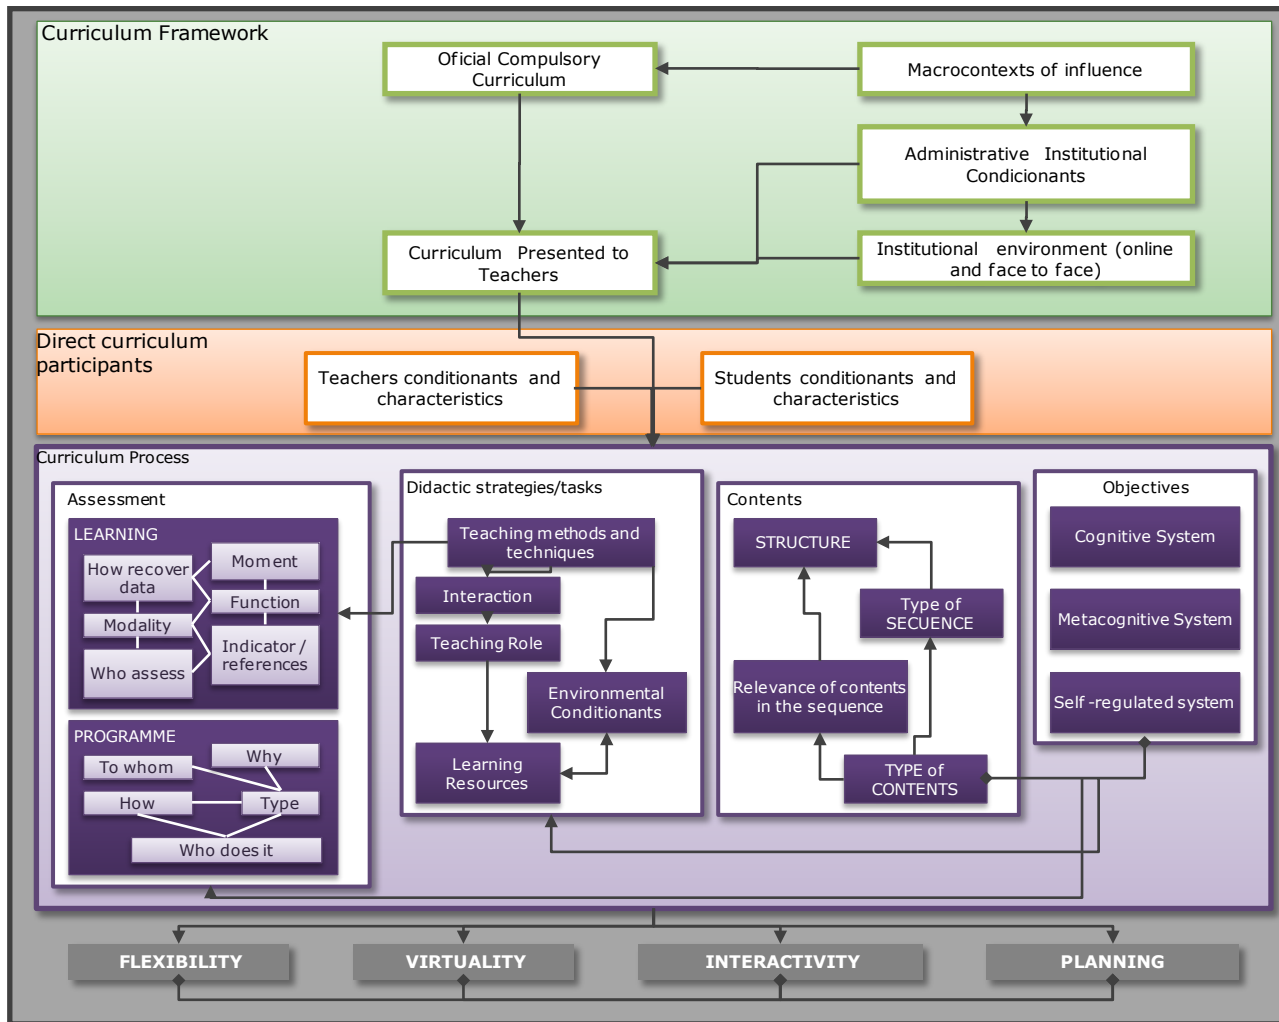 Curriculum Framework
Oficial Compulsory
Curriculum
Macrocontexts of influence
Administrative Institutional
Condicionants
Curriculum Presented to
Teachers
Institutional environment (online
and face to face)
Direct curriculum
participants
Teachers conditionants and
characteristics
Students conditionants and
characteristics
Curriculum Process
Assessment
LEARNING
How recover
data
Moment
Function
Modality
Indicator /
references
Who assess
PROGRAMME
Why
To whom
How
Type
Who does it
Didactic strategies/tasks
Teaching methods and
techniques
Interaction
Teaching Role
Environmental
Conditionants
Learning
Resources
Contents
STRUCTURE
Type of
SECUENCE
Relevance of contents
in the sequence
TYPE of
CONTENTS
Objectives
Cognitive System
Metacognitive System
Self -regulated system
FLEXIBILITY
VIRTUALITY
INTERACTIVITY
PLANNING